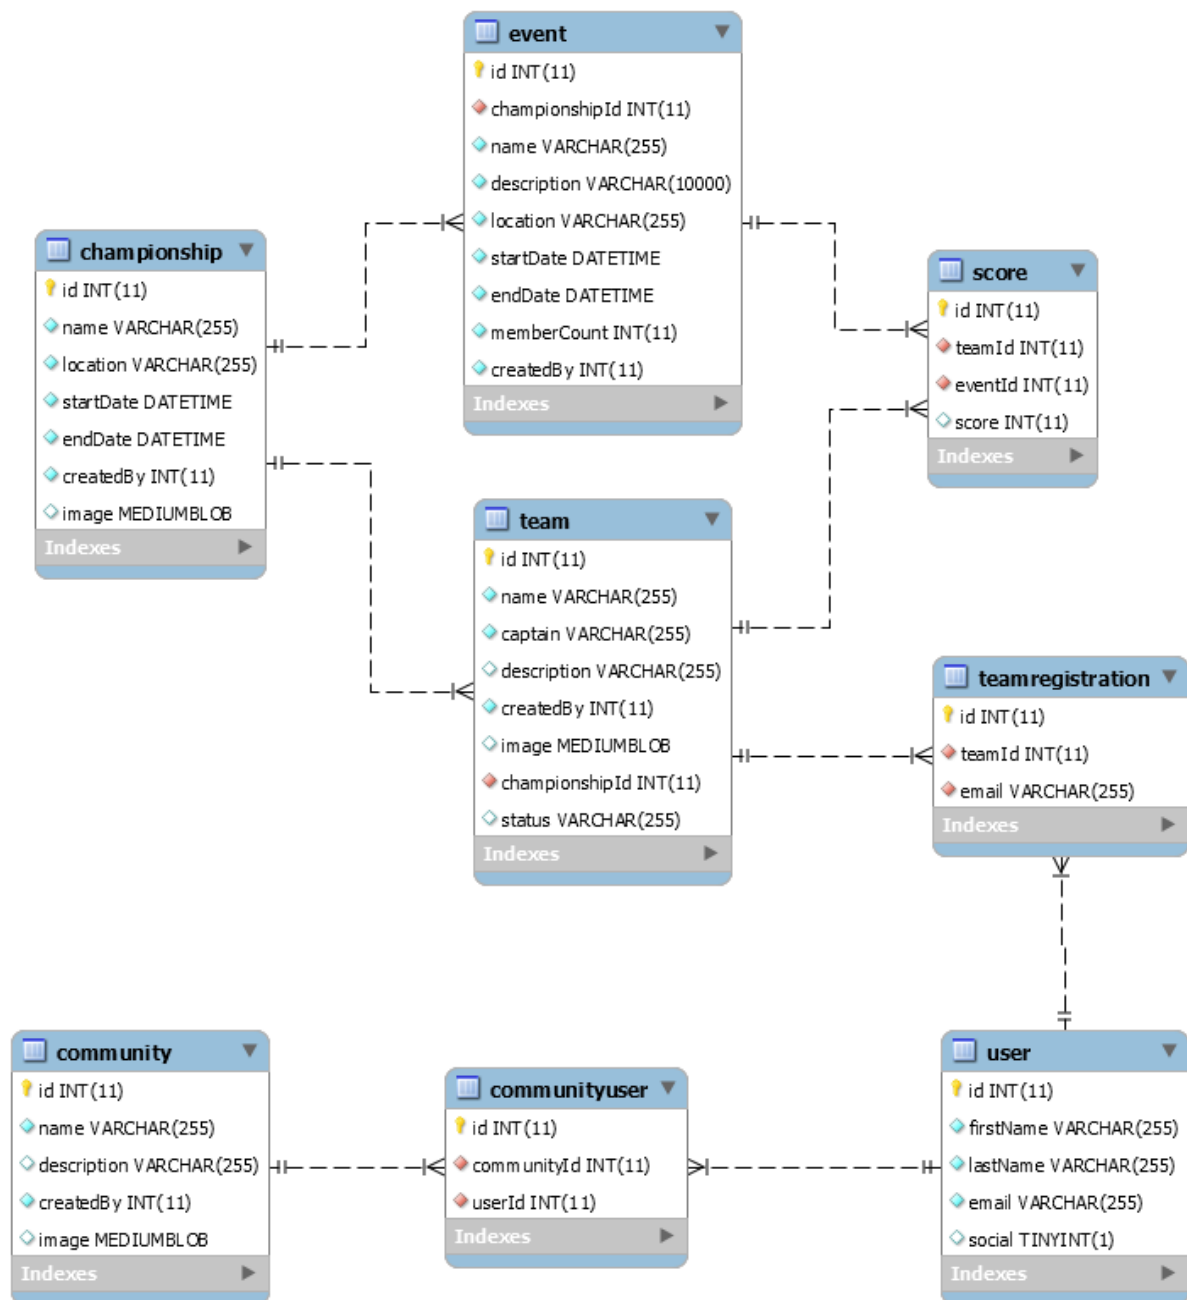 event
id INT(11)
championshipId INT(11)
name VARCHAR(255)
description VARCHAR(10000)
location VARCHAR(255)
startDate DATETIME
endDate DATETIME
memberCount INT(11)
createdBy INT(11)
Indexes
championship
id INT(11)
name VARCHAR(255)
location VARCHAR(255)
startDate DATETIME
endDate DATETIME
createdBy INT(11)
image MEDIUMBLOB
Indexes
score
id INT(11)
teamId INT(11)
eventId INT(11)
score INT(11)
Indexes
team
id INT(11)
name VARCHAR(255)
captain VARCHAR(255)
description VARCHAR(255)
createdBy INT(11)
image MEDIUMBLOB
championshipId INT(11)
status VARCHAR(255)
Indexes
teamregistration
id INT(11)
teamId INT(11)
email VARCHAR(255)
Indexes
community
id INT(11)
name VARCHAR(255)
description VARCHAR(255)
createdBy INT(11)
image MEDIUMBLOB
Indexes
communityuser
id INT(11)
communityId INT(11)
userId INT(11)
Indexes
user
id INT(11)
firstName VARCHAR(255)
lastName VARCHAR(255)
email VARCHAR(255)
social TINYINT(1)
Indexes